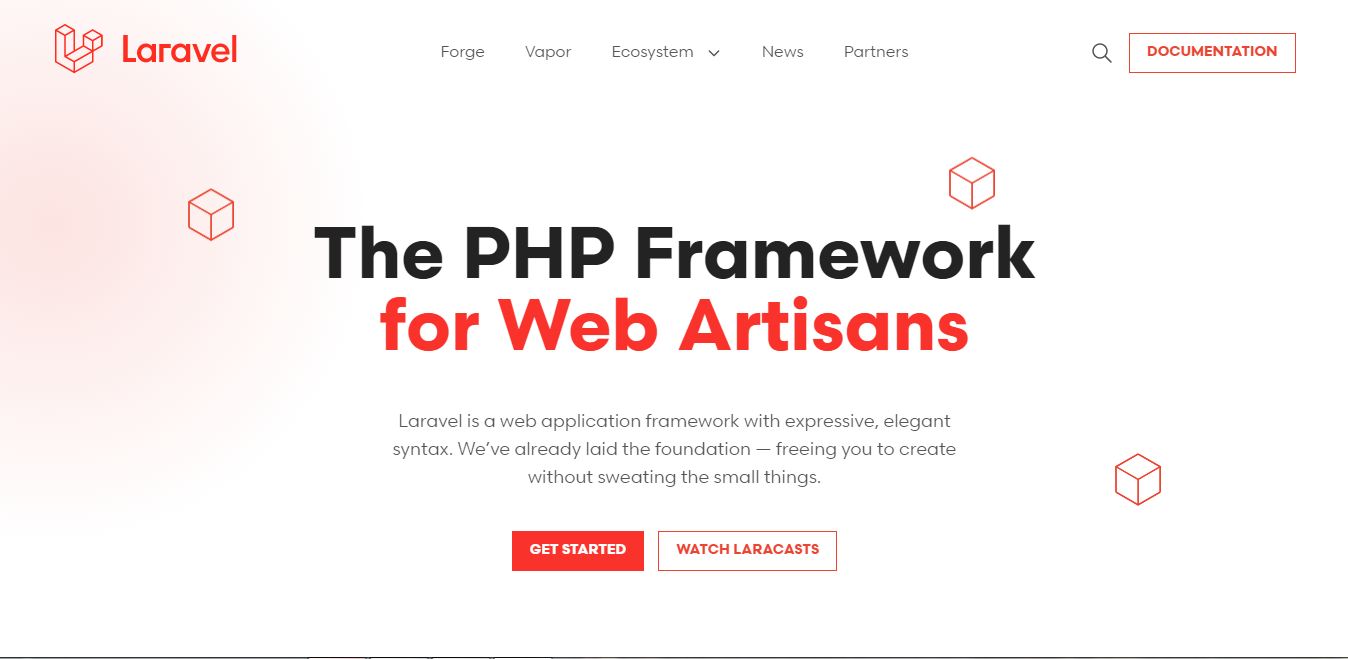 Laravel
Forge
Vapor
Ecosystem
News
Partners
DOCUMENTATION
The PHP Framework
for Web Artisans
Laravel is a web application framework with expressive, elegant
syntax. We’ve already laid the foundation — freeing you to create
without sweating the small things.
GET STARTED
WATCH LARACASTS